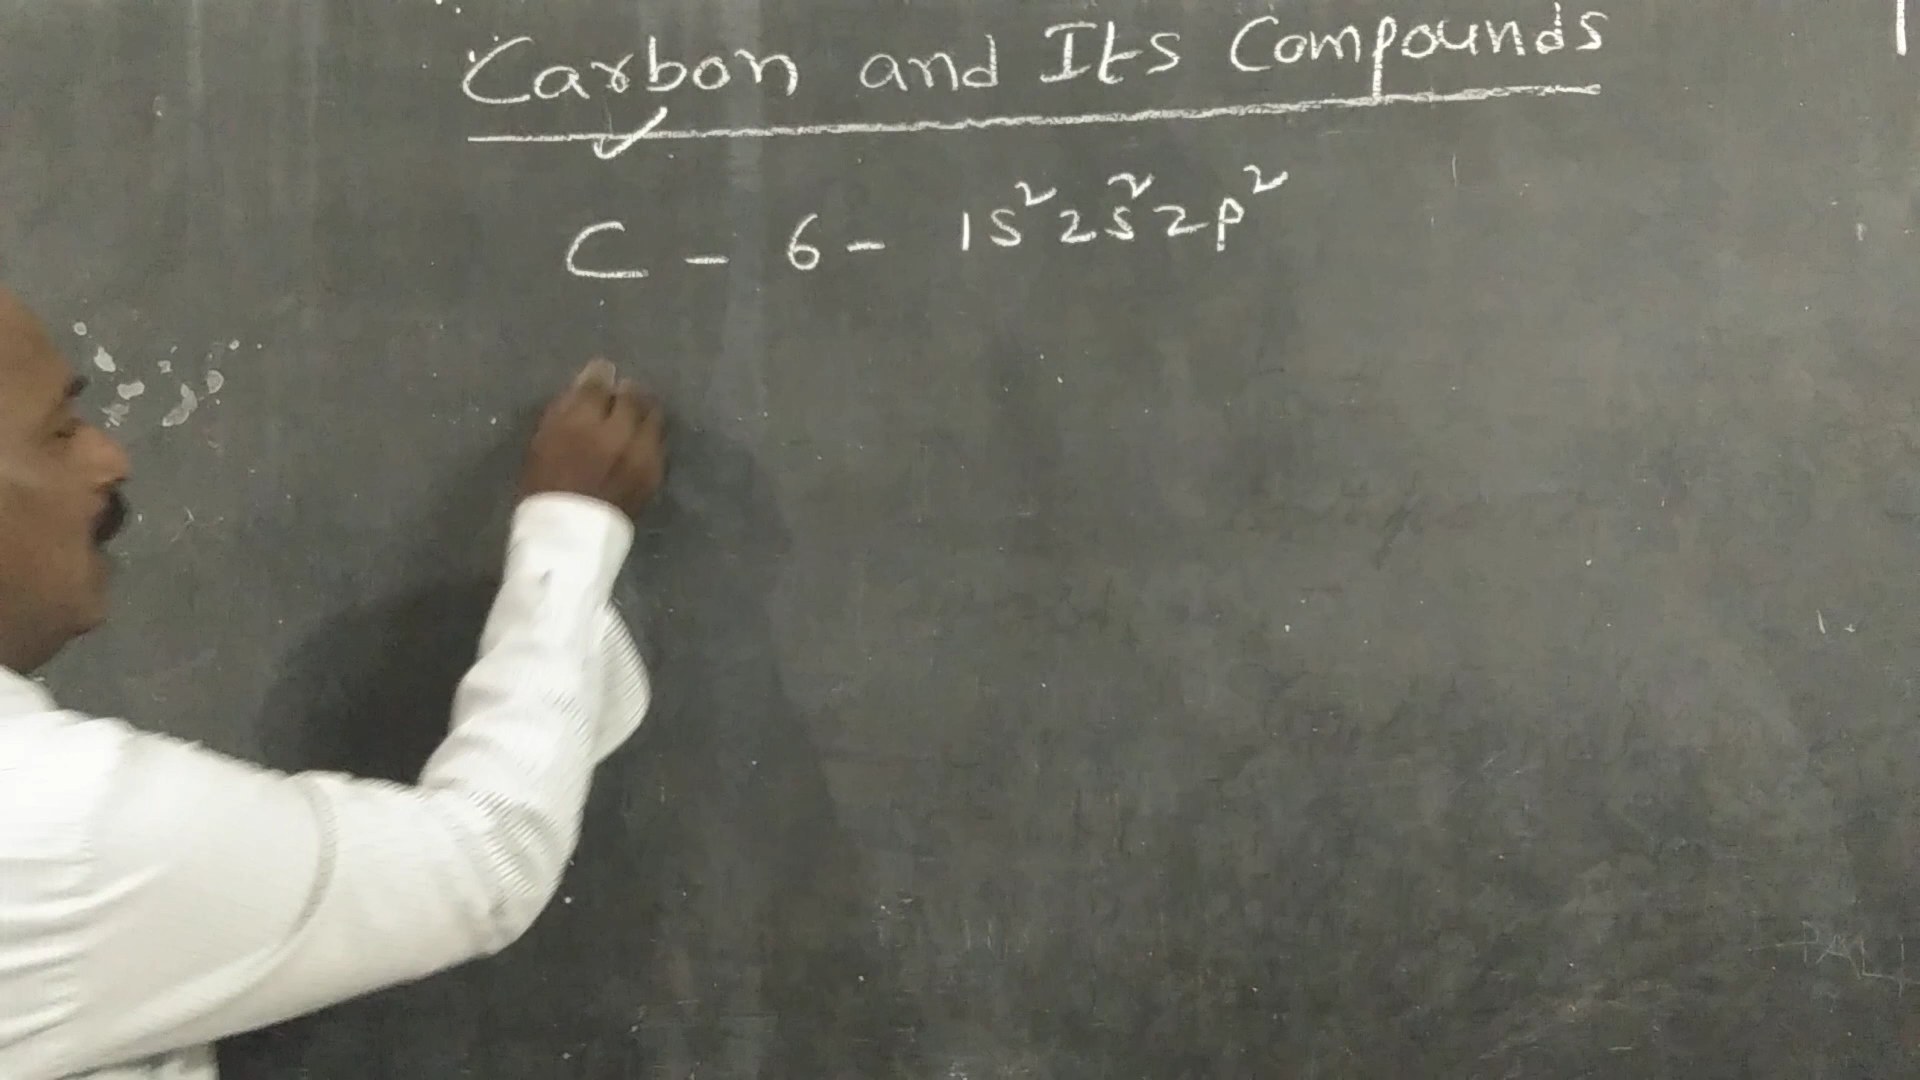 Carbon and Its Compounds
C - 6 - 1s²2s²2p²